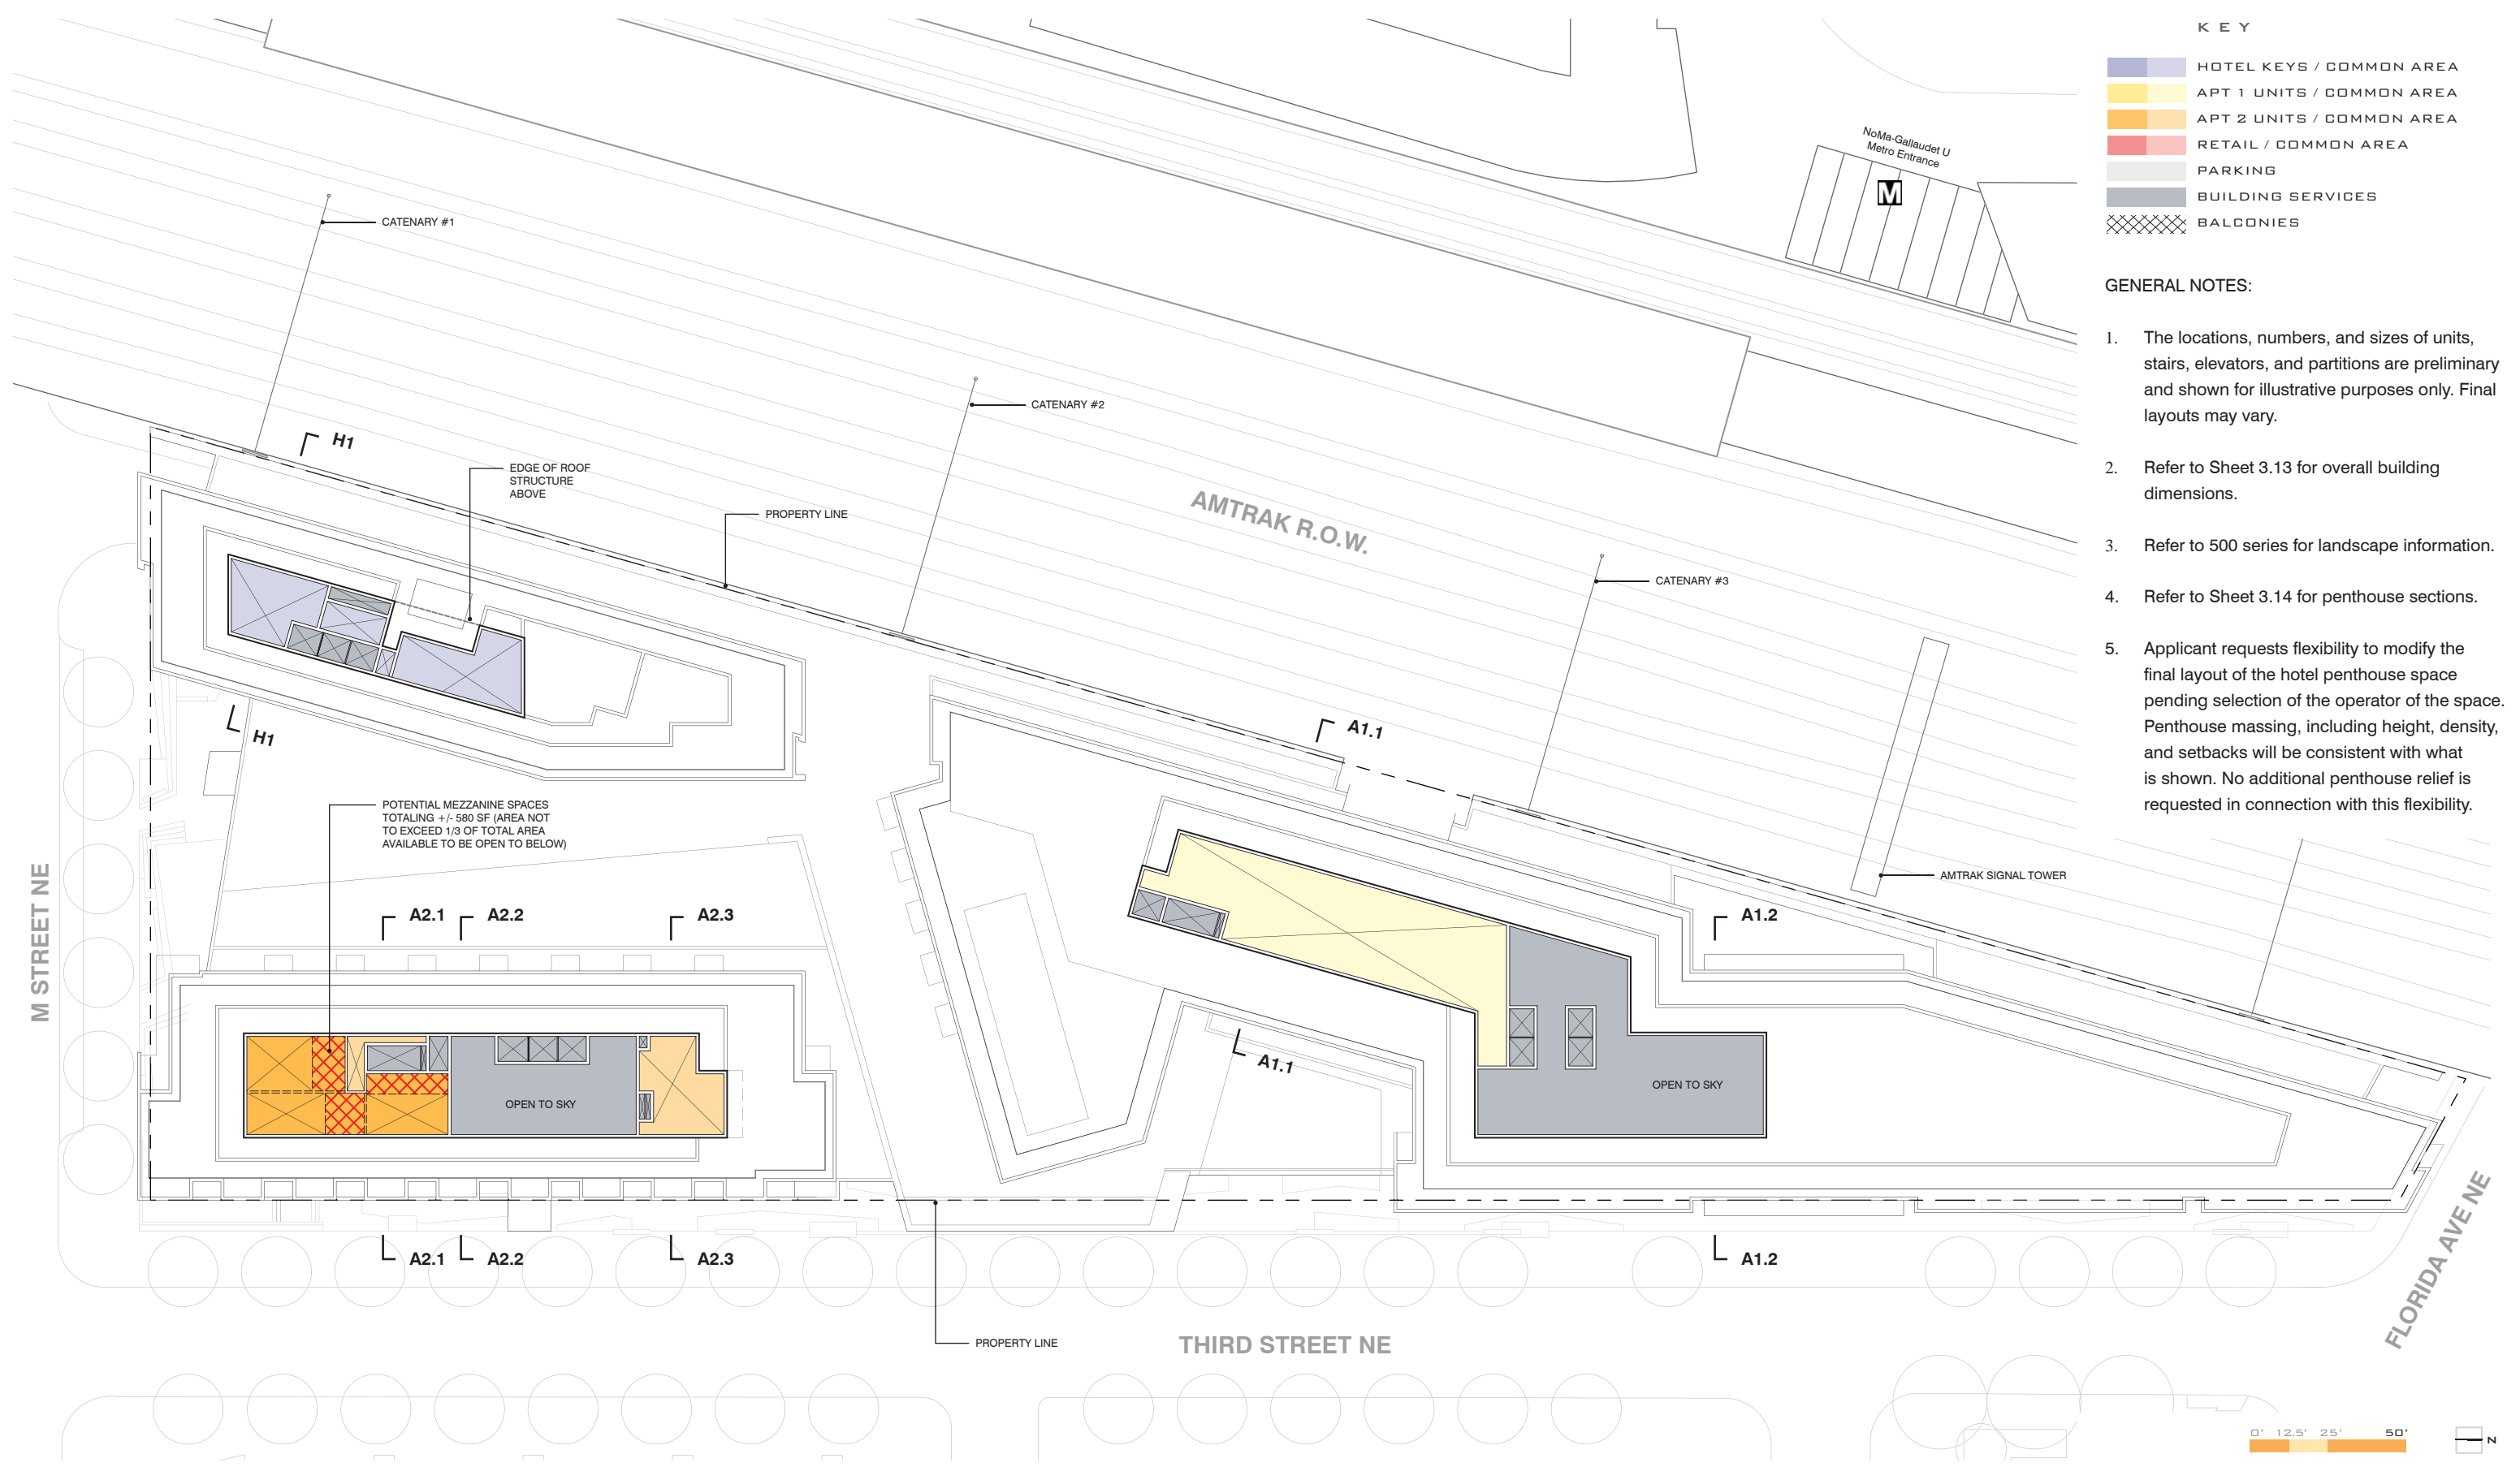 KEY
HOTEL KEYS / COMMON AREA
APT 1 UNITS / COMMON AREA
APT 2 UNITS / COMMON AREA
RETAIL / COMMON AREA
PARKING
BUILDING SERVICES
BALCONIES
GENERAL NOTES:
1. The locations, numbers, and sizes of units,
stairs, elevators, and partitions are preliminary
and shown for illustrative purposes only. Final
layouts may vary.
2. Refer to Sheet 3.13 for overall building
dimensions.
3. Refer to 500 series for landscape information.
4. Refer to Sheet 3.14 for penthouse sections.
5. Applicant requests flexibility to modify the
final layout of the hotel penthouse space
pending selection of the operator of the space.
Penthouse massing, including height, density,
and setbacks will be consistent with what
is shown. No additional penthouse relief is
requested in connection with this flexibility.
NoMa-Gallaudet U
Metro Entrance
M
CATENARY #1
CATENARY #2
H1
EDGE OF ROOF
STRUCTURE
ABOVE
PROPERTY LINE
AMTRAK R.O.W.
CATENARY #3
H1
A1.1
POTENTIAL MEZZANINE SPACES
TOTALING +/- 580 SF (AREA NOT
TO EXCEED 1/3 OF TOTAL AREA
AVAILABLE TO BE OPEN TO BELOW)
AMTRAK SIGNAL TOWER
M STREET NE
A2.1
A2.2
A2.3
A1.2
A1.1
OPEN TO SKY
OPEN TO SKY
A2.1
A2.2
A2.3
A1.2
FLORIDA AVE NE
PROPERTY LINE
THIRD STREET NE
0' 12.5' 25' 50'
N